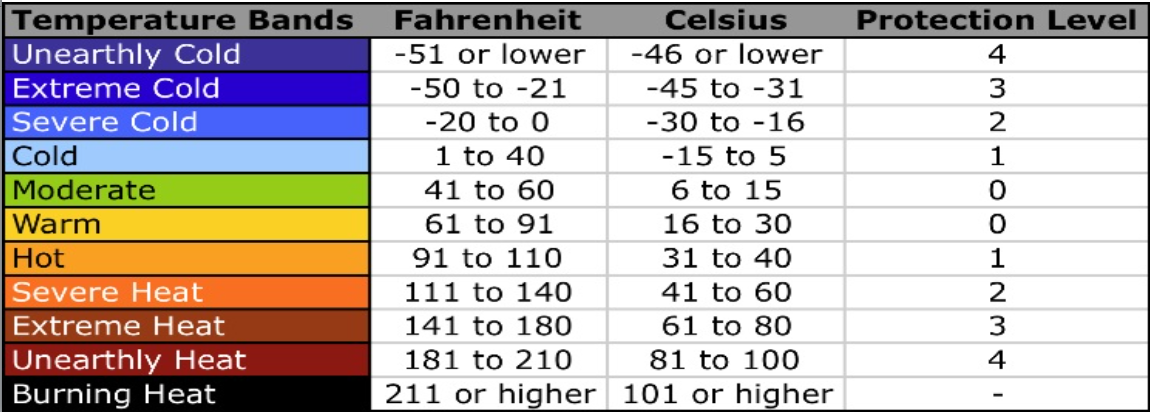 Temperature Bands Fahrenheit Celsius Protection Level
Unearthly Cold -51 or lower -46 or lower 4
Extreme Cold -50 to -21 -45 to -31 3
Severe Cold -20 to 0 -30 to -16 2
Cold 1 to 40 -15 to 5 1
Moderate 41 to 60 6 to 15 0
Warm 61 to 91 16 to 30 0
Hot 91 to 110 31 to 40 1
Severe Heat 111 to 140 41 to 60 2
Extreme Heat 141 to 180 61 to 80 3
Unearthly Heat 181 to 210 81 to 100 4
Burning Heat 211 or higher 101 or higher -